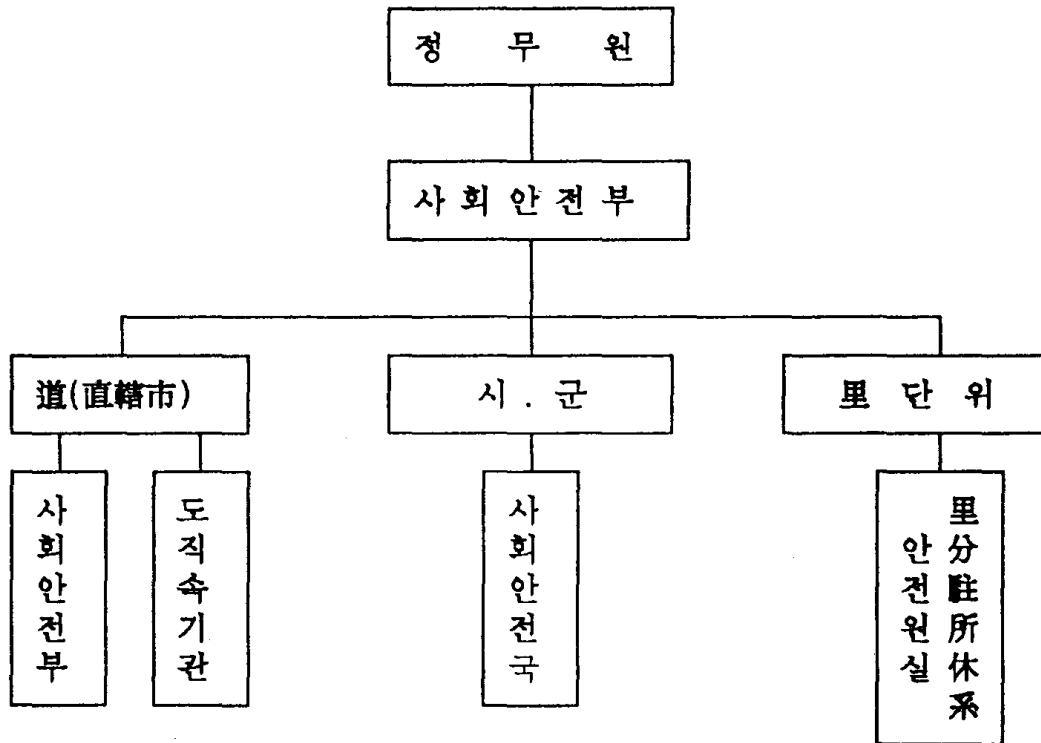 정 무 원
사회안전부
道(直轄市)
시 . 군
里 단 위
사회안전부
도직속기관
사회안전국
里分駐所休系
안전원실